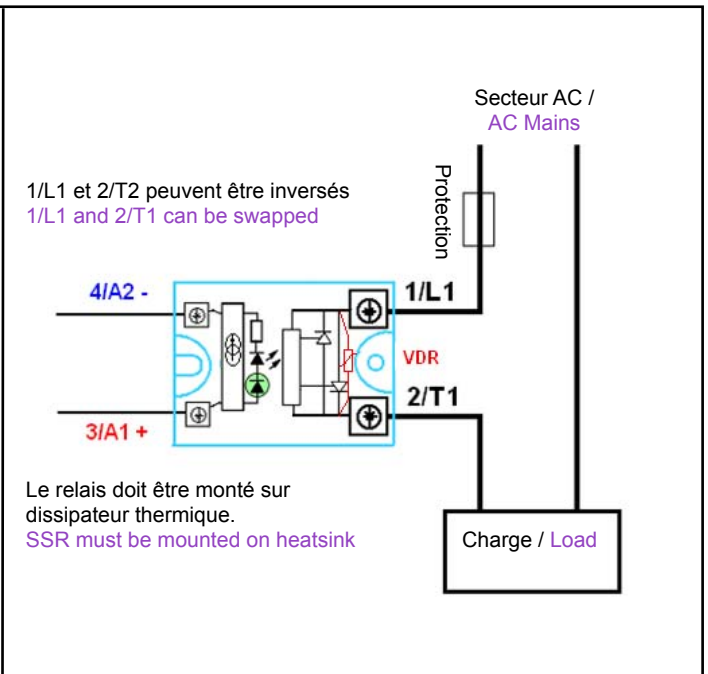 Secteur AC /
AC Mains
Protection
1/L1 et 2/T2 peuvent être inversés
1/L1 and 2/T1 can be swapped
4/A2 -
1/L1
VDR
2/T1
3/A1 +
Le relais doit être monté sur
dissipateur thermique.
SSR must be mounted on heatsink
Charge / Load